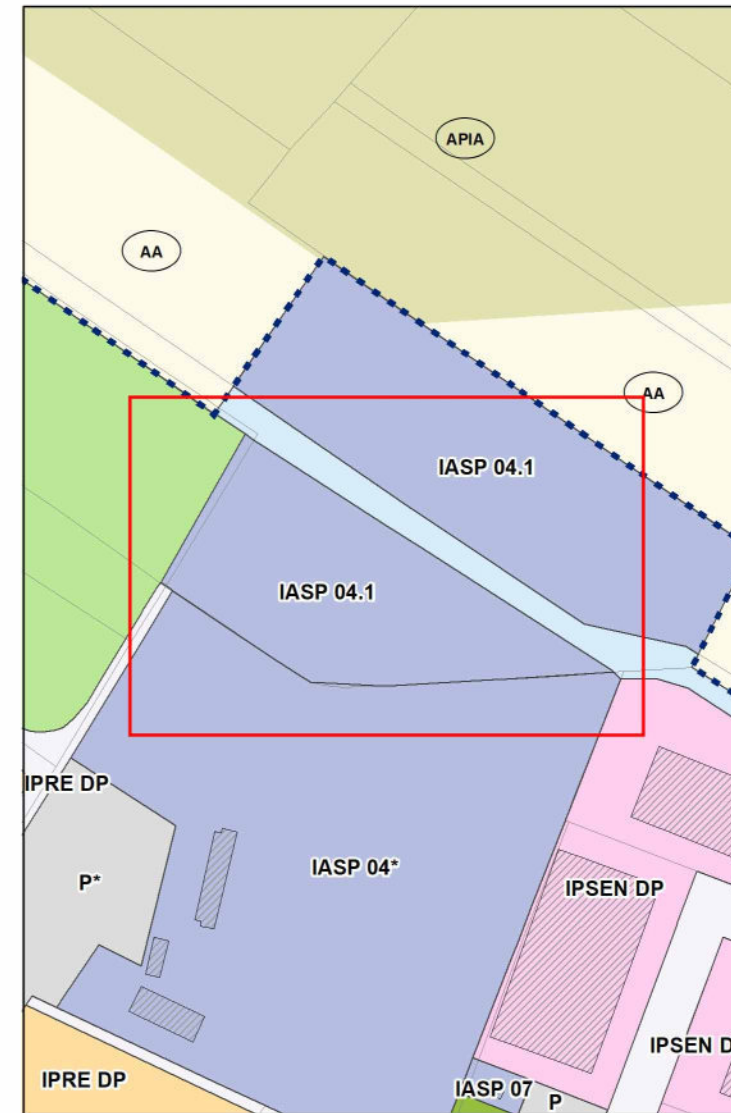 APIA
AA
AA
IASP 04.1
IASP 04.1
IPRE DP
IASP 04*
P*
IPSEN DP
IPSEN D
IPRE DP
IASP 07
P